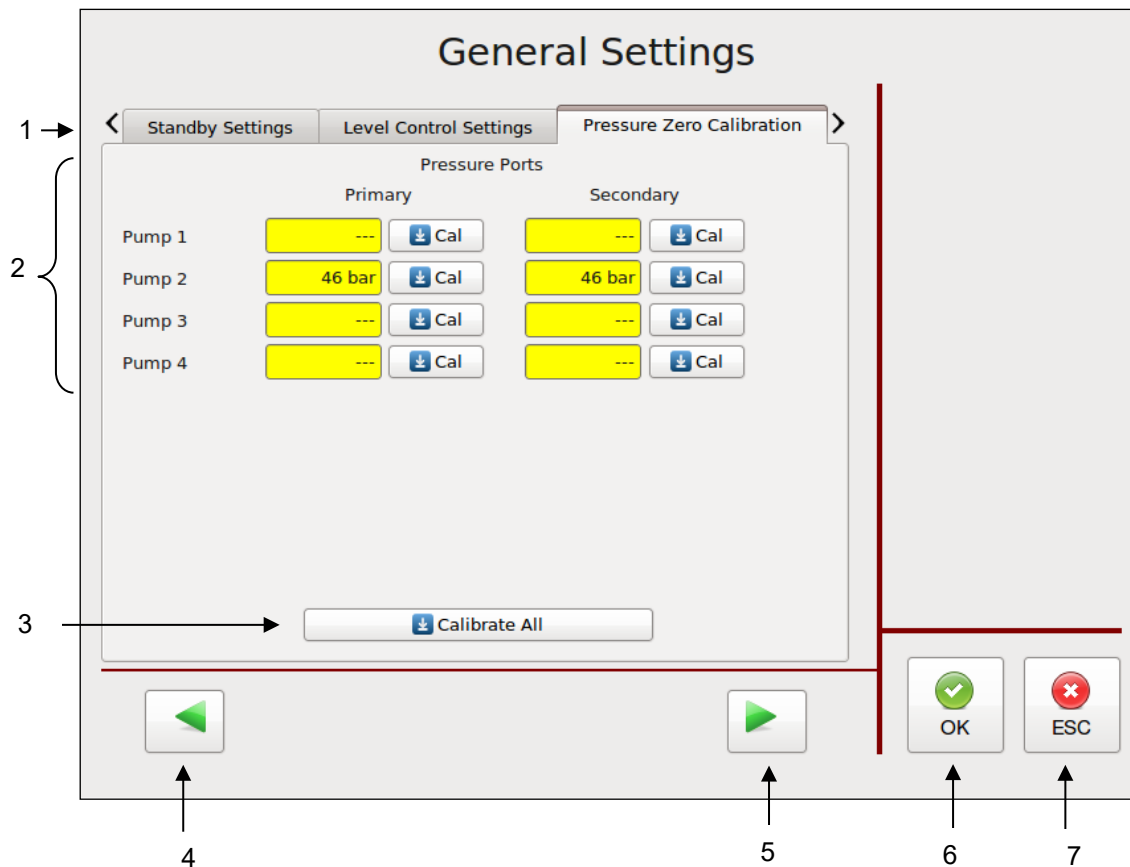 General Settings
1
Standby Settings Level Control Settings Pressure Zero Calibration
Pressure Ports
Primary Secondary
2
Pump 1 --- Cal --- Cal
Pump 2 46 bar Cal 46 bar Cal
Pump 3 --- Cal --- Cal
Pump 4 --- Cal --- Cal
3
Calibrate All
OK ESC
4 5 6 7